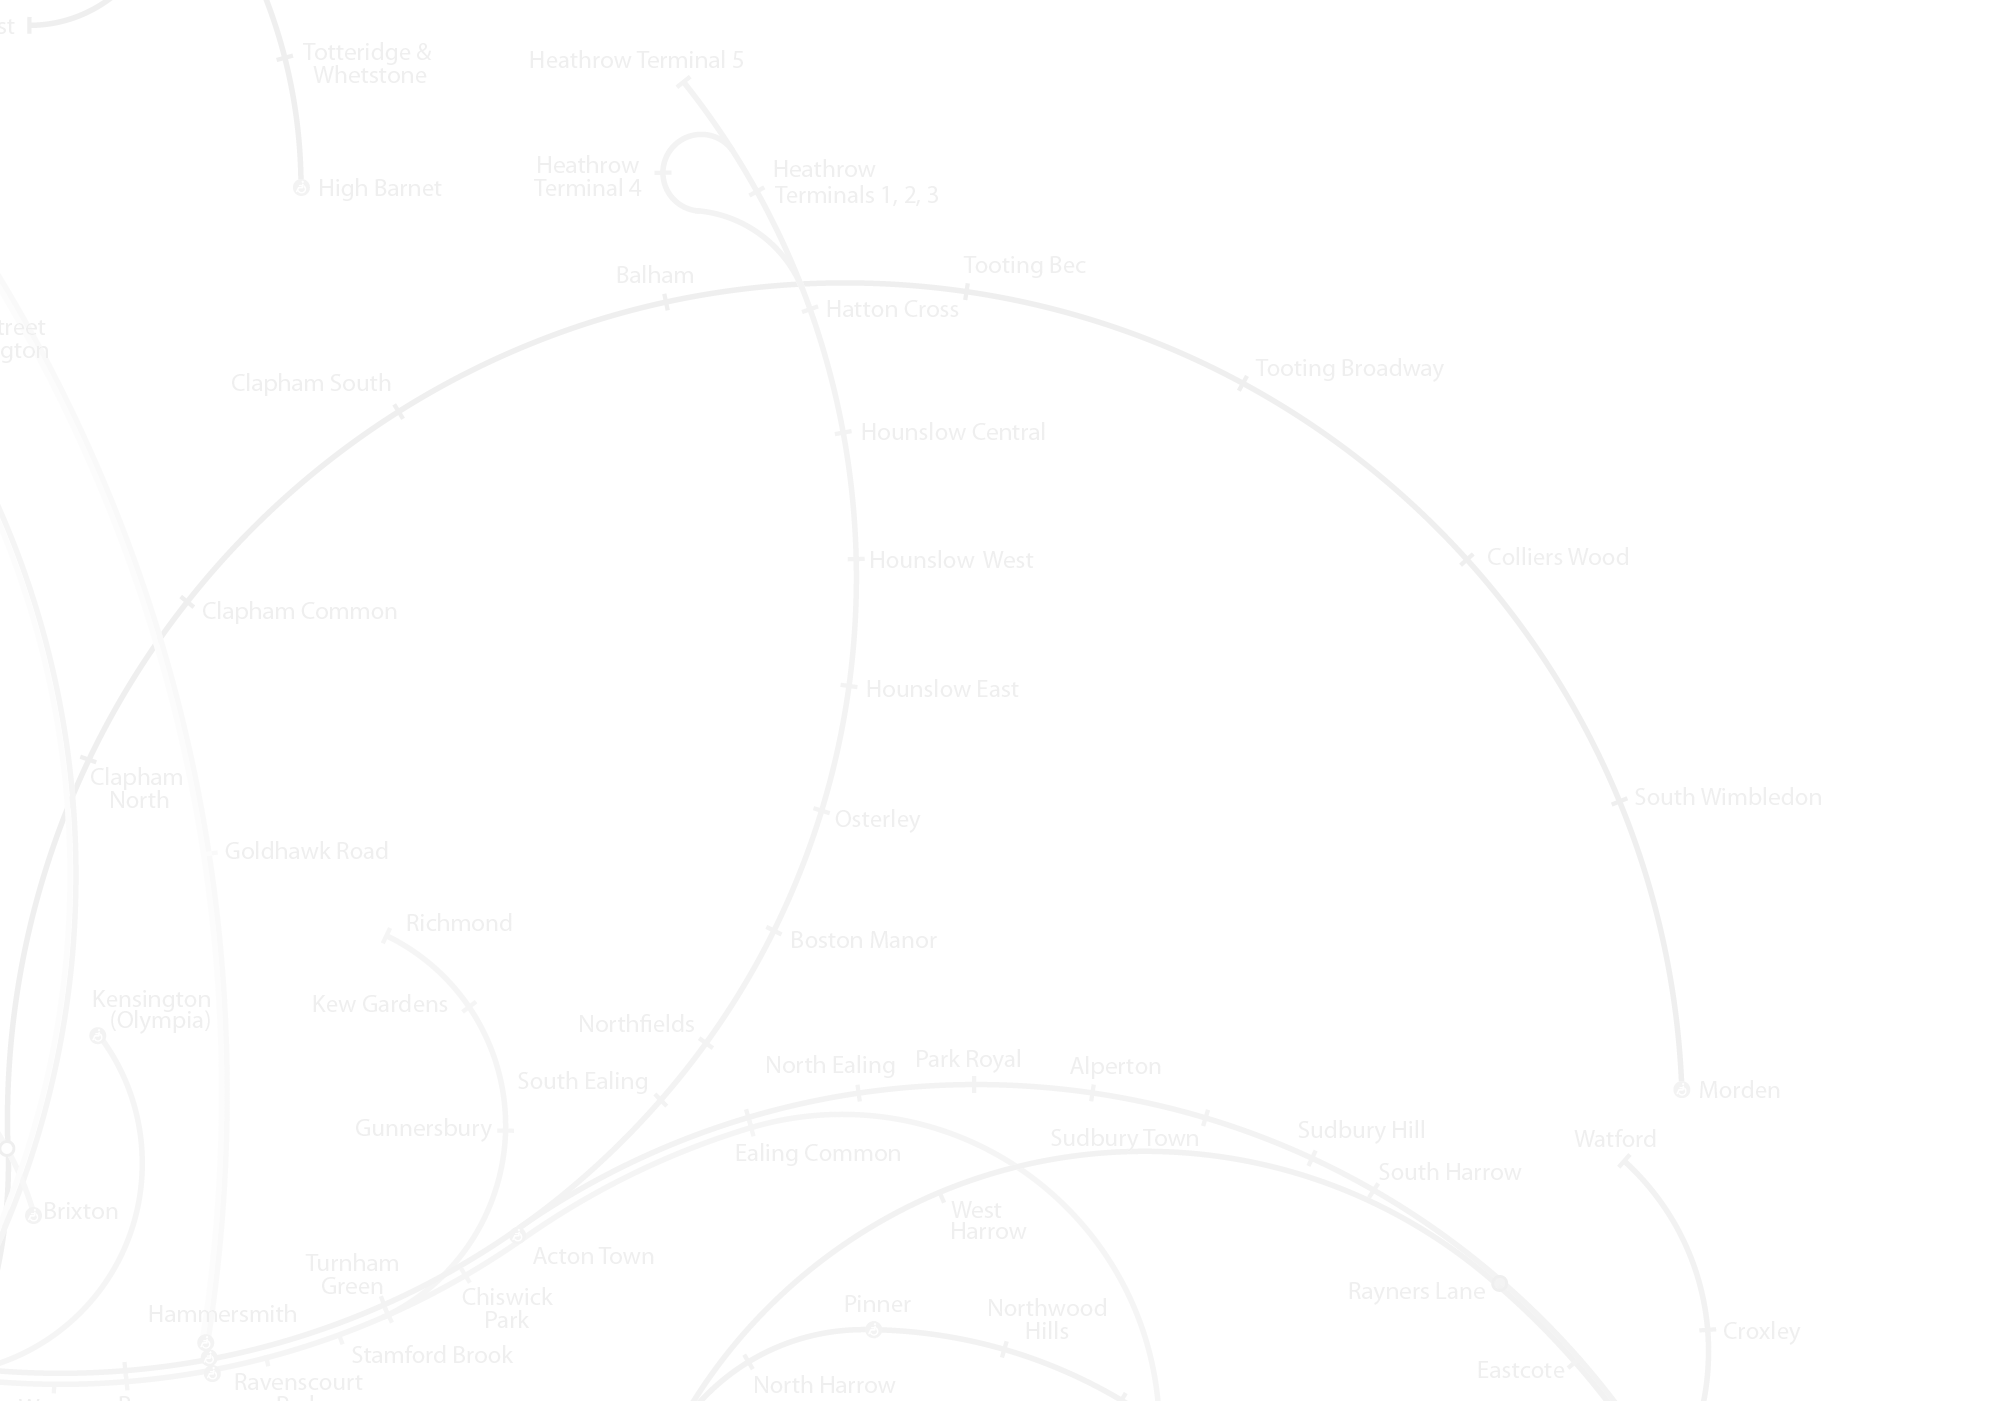 st
Totteridge &
Whetstone
Heathrow Terminal 5
Heathrow
Terminal 4
Heathrow
Terminals 1, 2, 3
High Barnet
Balham
Tooting Bec
Hatton Cross
treet
gton
Clapham South
Tooting Broadway
Hounslow Central
Hounslow West
Colliers Wood
Clapham Common
Hounslow East
Clapham
North
South Wimbledon
Osterley
Goldhawk Road
Richmond
Boston Manor
Kensington
(Olympia)
Kew Gardens
Northfields
South Ealing
North Ealing
Park Royal
Alperton
Morden
Gunnersbury
Ealing Common
Sudbury Town
Sudbury Hill
Watford
South Harrow
Brixton
West
Harrow
Acton Town
Turnham
Green
Chiswick
Park
Rayners Lane
Hammersmith
Pinner
Northwood
Hills
Croxley
Stamford Brook
Eastcote
Ravenscourt
North Harrow